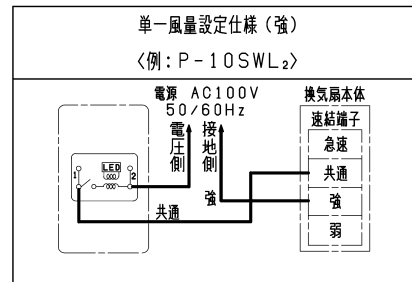 単一風量設定仕様（強）
〈例：P-10SWL₂〉
電源 AC100V
50/60Hz
電圧側
接地側
換気扇本体
速結端子
急速
共通
強
弱
LED
1
2
共通
強